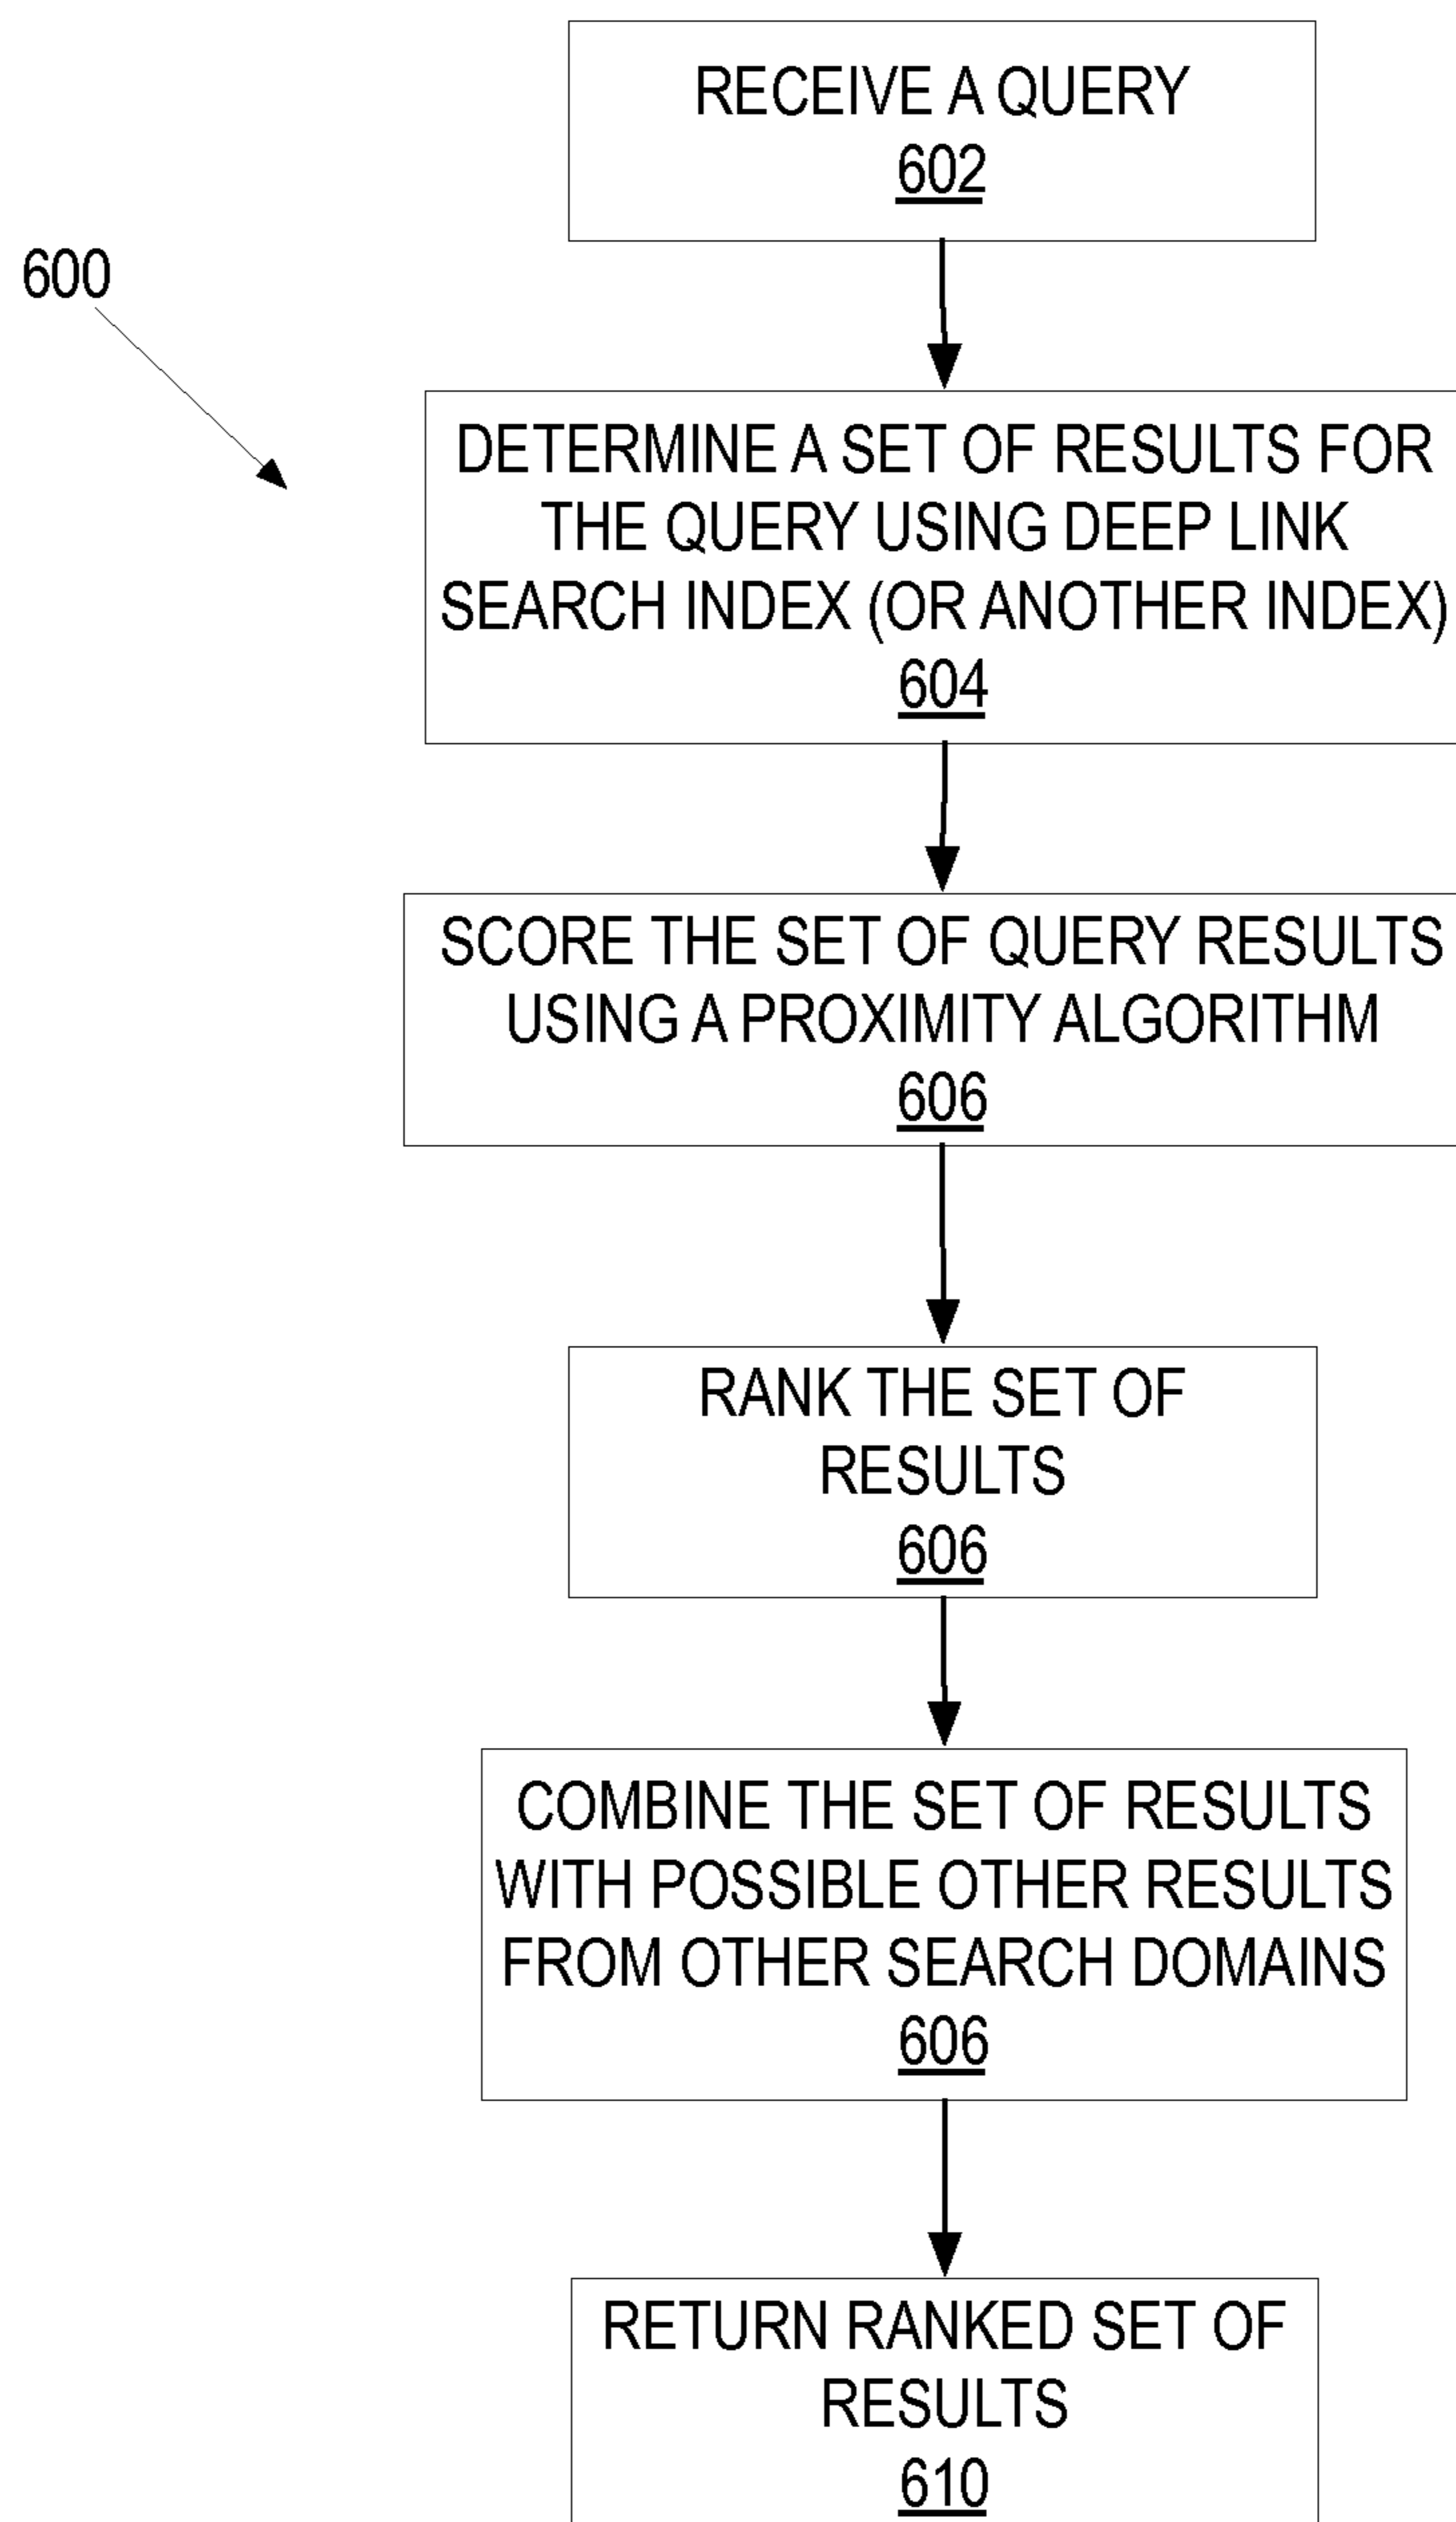 RECEIVE A QUERY
602
600
DETERMINE A SET OF RESULTS FOR
THE QUERY USING DEEP LINK
SEARCH INDEX (OR ANOTHER INDEX)
604
SCORE THE SET OF QUERY RESULTS
USING A PROXIMITY ALGORITHM
606
RANK THE SET OF
RESULTS
606
COMBINE THE SET OF RESULTS
WITH POSSIBLE OTHER RESULTS
FROM OTHER SEARCH DOMAINS
606
RETURN RANKED SET OF
RESULTS
610